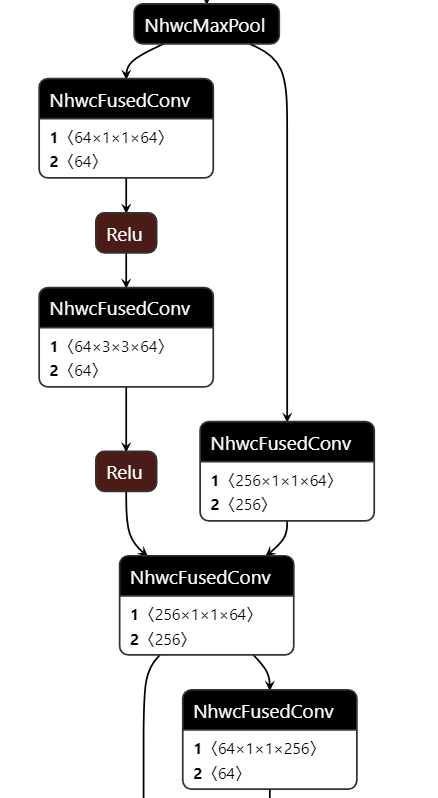 NhwcMaxPool
NhwcFusedConv
1 〈64×1×1×64〉
2 〈64〉
Relu
NhwcFusedConv
1 〈64×3×3×64〉
2 〈64〉
Relu
NhwcFusedConv
1 〈256×1×1×64〉
2 〈256〉
NhwcFusedConv
1 〈256×1×1×64〉
2 〈256〉
NhwcFusedConv
1 〈64×1×1×256〉
2 〈64〉